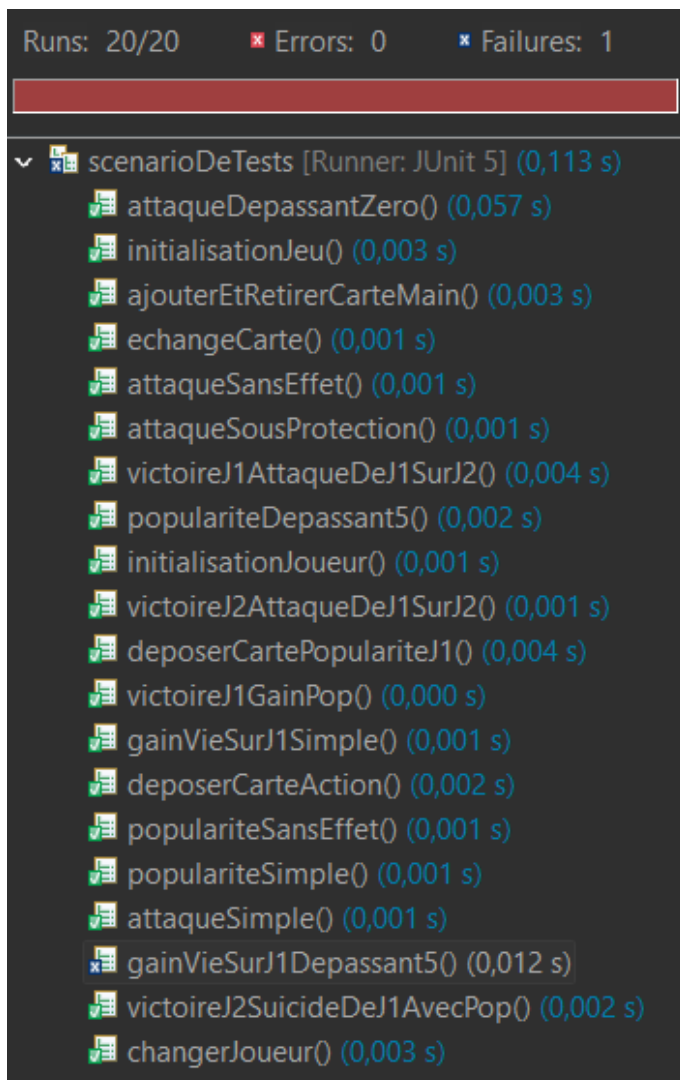 Runs: 20/20 Errors: 0 Failures: 1
scenarioDeTests [Runner: JUnit 5] (0,113 s)
attaqueDepassantZero() (0,057 s)
initialisationJeu() (0,003 s)
ajouterEtRetirerCarteMain() (0,003 s)
echangeCarte() (0,001 s)
attaqueSansEffet() (0,001 s)
attaqueSousProtection() (0,001 s)
victoireJ1AttaqueDeJ1SurJ2() (0,004 s)
populariteDepassant5() (0,002 s)
initialisationJoueur() (0,001 s)
victoireJ2AttaqueDeJ1SurJ2() (0,001 s)
deposerCartePopulariteJ1() (0,004 s)
victoireJ1GainPop() (0,000 s)
gainVieSurJ1Simple() (0,001 s)
deposerCarteAction() (0,002 s)
populariteSansEffet() (0,001 s)
populariteSimple() (0,001 s)
attaqueSimple() (0,001 s)
gainVieSurJ1Depassant5() (0,012 s)
victoireJ2SuicideDeJ1AvecPop() (0,002 s)
changerJoueur() (0,003 s)